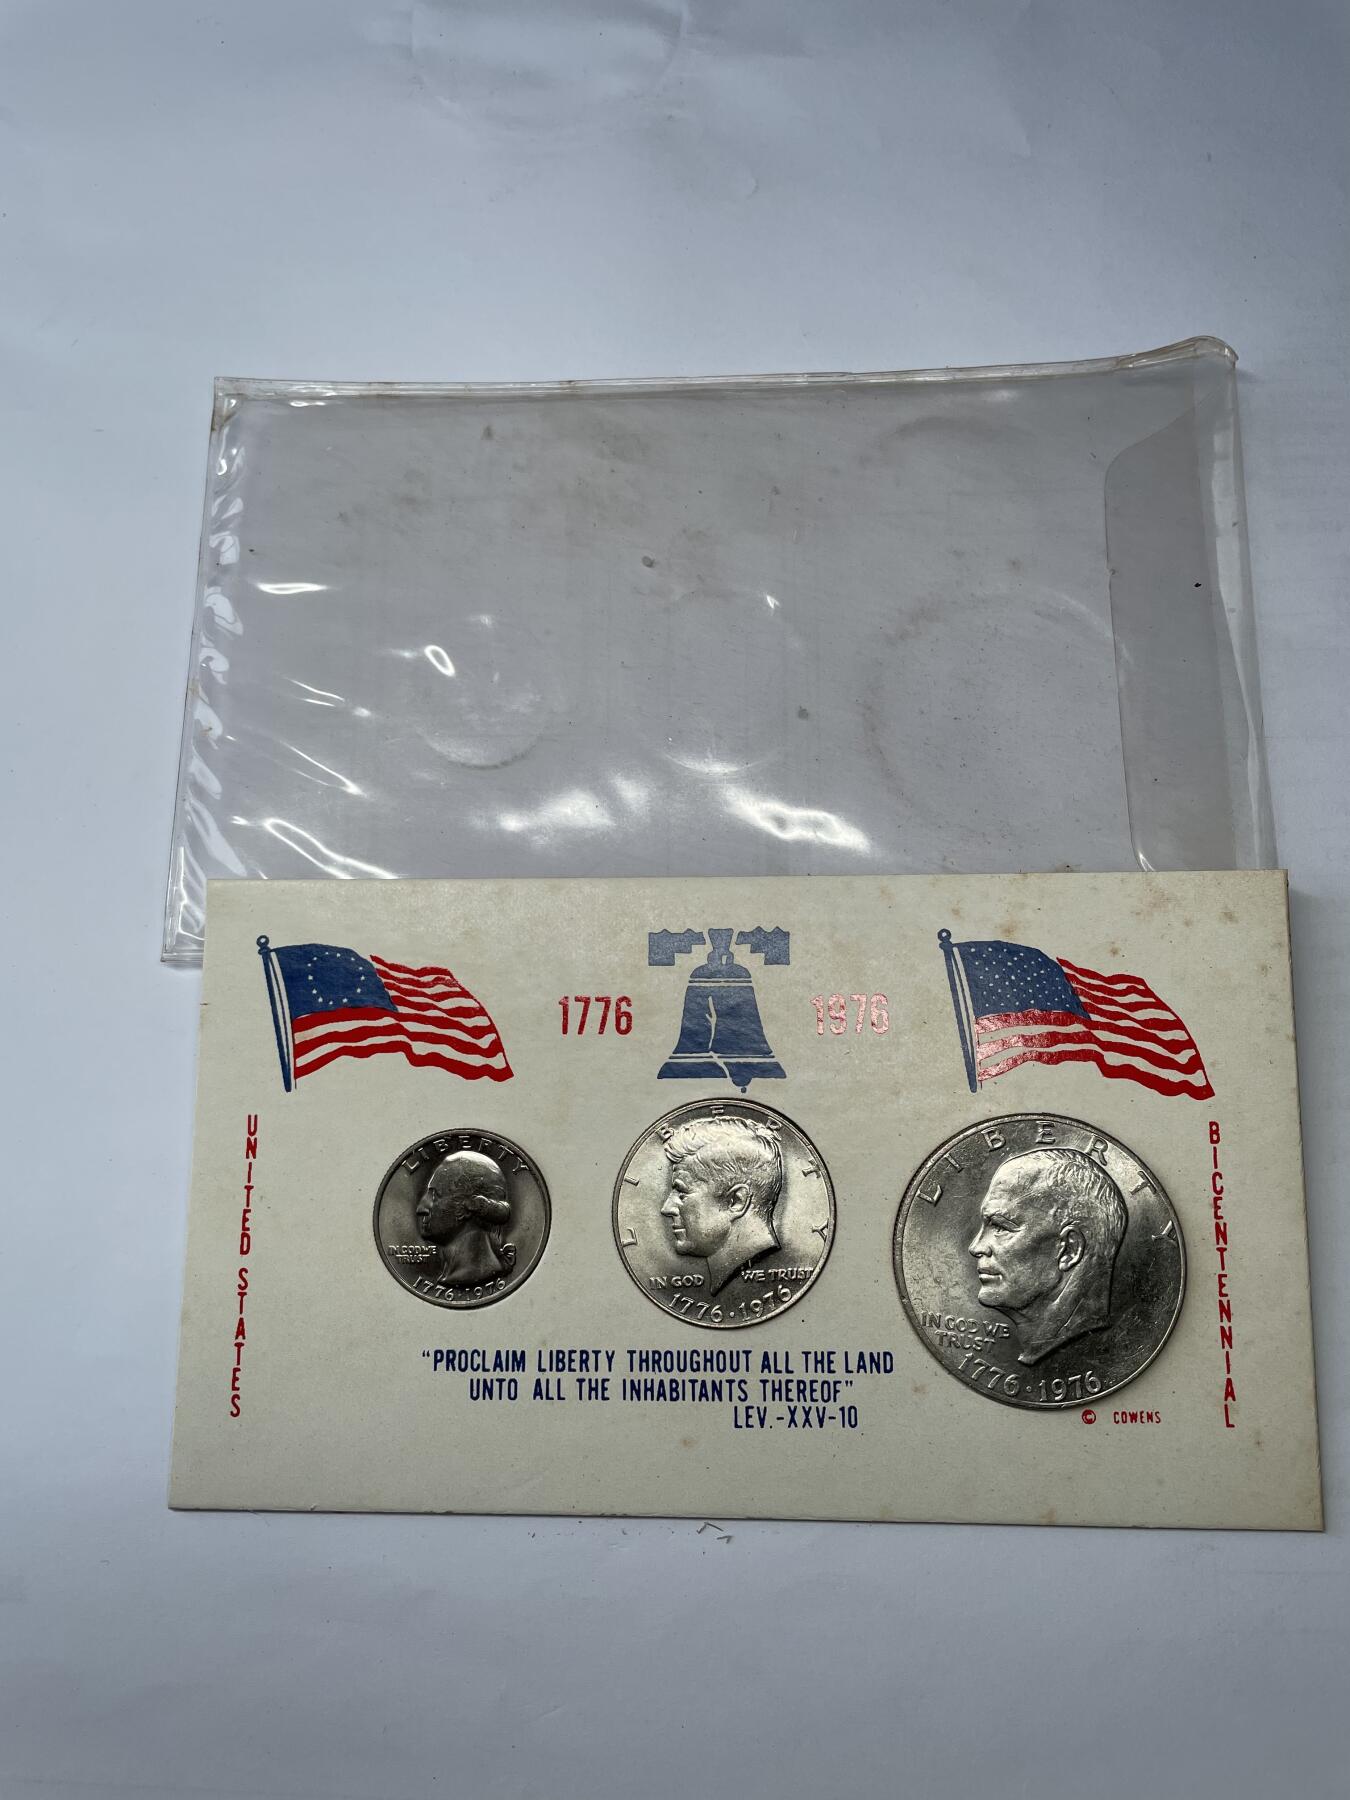 1776
1976
UNITED STATES
BICENTENNIAL
LIBERTY
IN GOD WE
TRUST
1776·1976
LIBERTY
IN GOD WE TRUST
1776·1976
LIBERTY
IN GOD WE
TRUST
1776·1976
"PROCLAIM LIBERTY THROUGHOUT ALL THE LAND
UNTO ALL THE INHABITANTS THEREOF"
LEV.-XXV-10
© COWENS